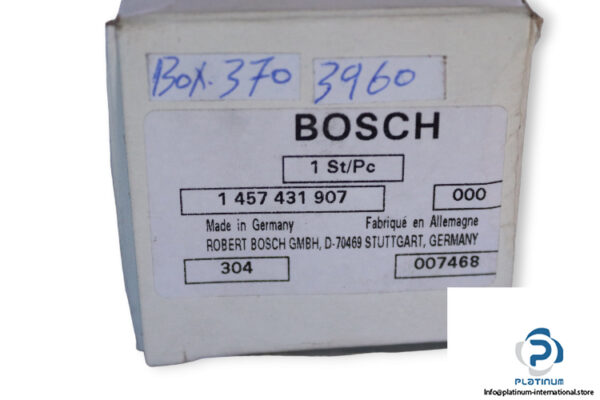 Box. 370 3960
BOSCH
1 St/Pc
1 457 431 907 000
Made in Germany Fabriqué en Allemagne
ROBERT BOSCH GMBH, D-70469 STUTTGART, GERMANY
304 007468
PLATINUM
Info@platinum-international.store